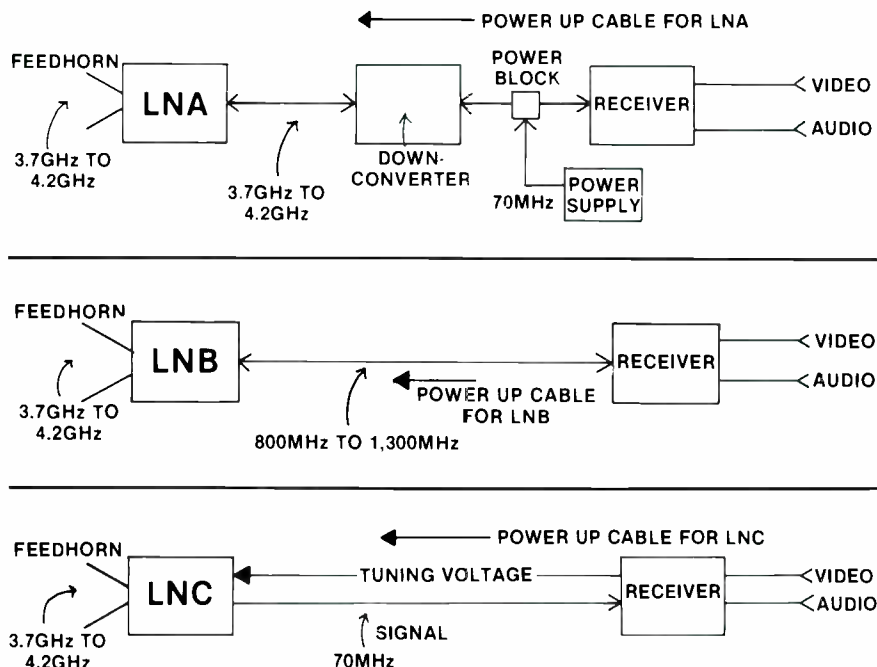 POWER UP CABLE FOR LNA
FEEDHORN
LNA
POWER
BLOCK
RECEIVER
VIDEO
AUDIO
3.7GHz TO
4.2GHz
3.7GHz TO
4.2GHz
DOWN-
CONVERTER
70MHz
POWER
SUPPLY
FEEDHORN
LNB
RECEIVER
VIDEO
AUDIO
3.7GHz TO
4.2GHz
POWER UP CABLE
FOR LNB
800MHz TO 1,300MHz
POWER UP CABLE FOR LNC
FEEDHORN
LNC
TUNING VOLTAGE
RECEIVER
VIDEO
AUDIO
3.7GHz TO
4.2GHz
SIGNAL
70MHz